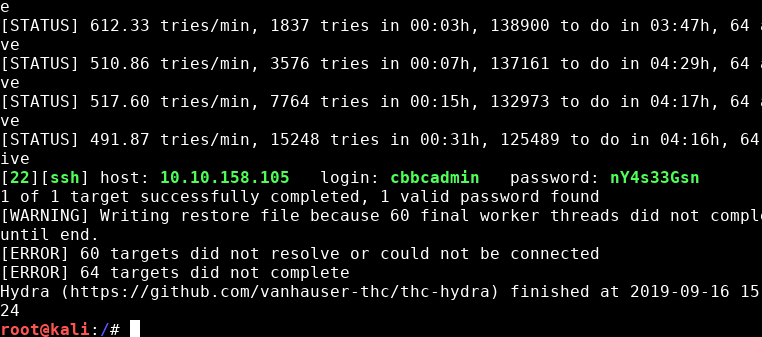 e
[STATUS] 612.33 tries/min, 1837 tries in 00:03h, 138900 to do in 03:47h, 64 a
ve
[STATUS] 510.86 tries/min, 3576 tries in 00:07h, 137161 to do in 04:29h, 64 a
ve
[STATUS] 517.60 tries/min, 7764 tries in 00:15h, 132973 to do in 04:17h, 64 a
ve
[STATUS] 491.87 tries/min, 15248 tries in 00:31h, 125489 to do in 04:16h, 64
ive
[22][ssh] host: 10.10.158.105   login: cbbcadmin   password: nY4s33Gsn
1 of 1 target successfully completed, 1 valid password found
[WARNING] Writing restore file because 60 final worker threads did not comple
until end.
[ERROR] 60 targets did not resolve or could not be connected
[ERROR] 64 targets did not complete
Hydra (https://github.com/vanhauser-thc/thc-hydra) finished at 2019-09-16 15
24
root@kali:/#